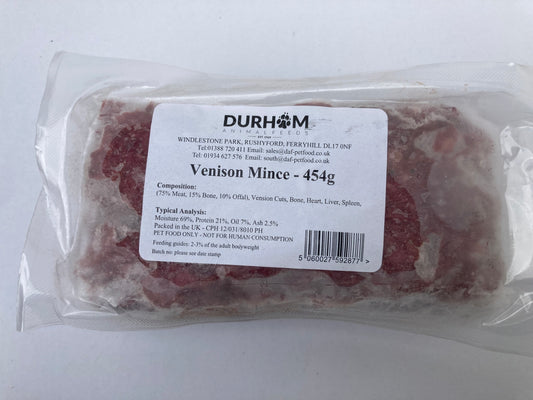 DURHAM
ANIMAL FEEDS
WINDLESTONE PARK, RUSHYFORD, FERRYHILL DL17 0NF
Tel:01388 720 411 Email: sales@daf-petfood.co.uk
Tel: 01934 627 576 Email: south@daf-petfood.co.uk
Venison Mince - 454g
Composition:
(75% Meat, 15% Bone, 10% Offal), Vension Cuts, Bone, Heart, Liver, Spleen,
Typical Analysis:
Moisture 69%, Protein 21%, Oil 7%, Ash 2.5%
Packed in the UK - CPH 12/031/8010 PH
PET FOOD ONLY - NOT FOR HUMAN CONSUMPTION
Feeding guides: 2-3% of the adult bodyweight
Batch no: please see date stamp
5 060027 592877 >